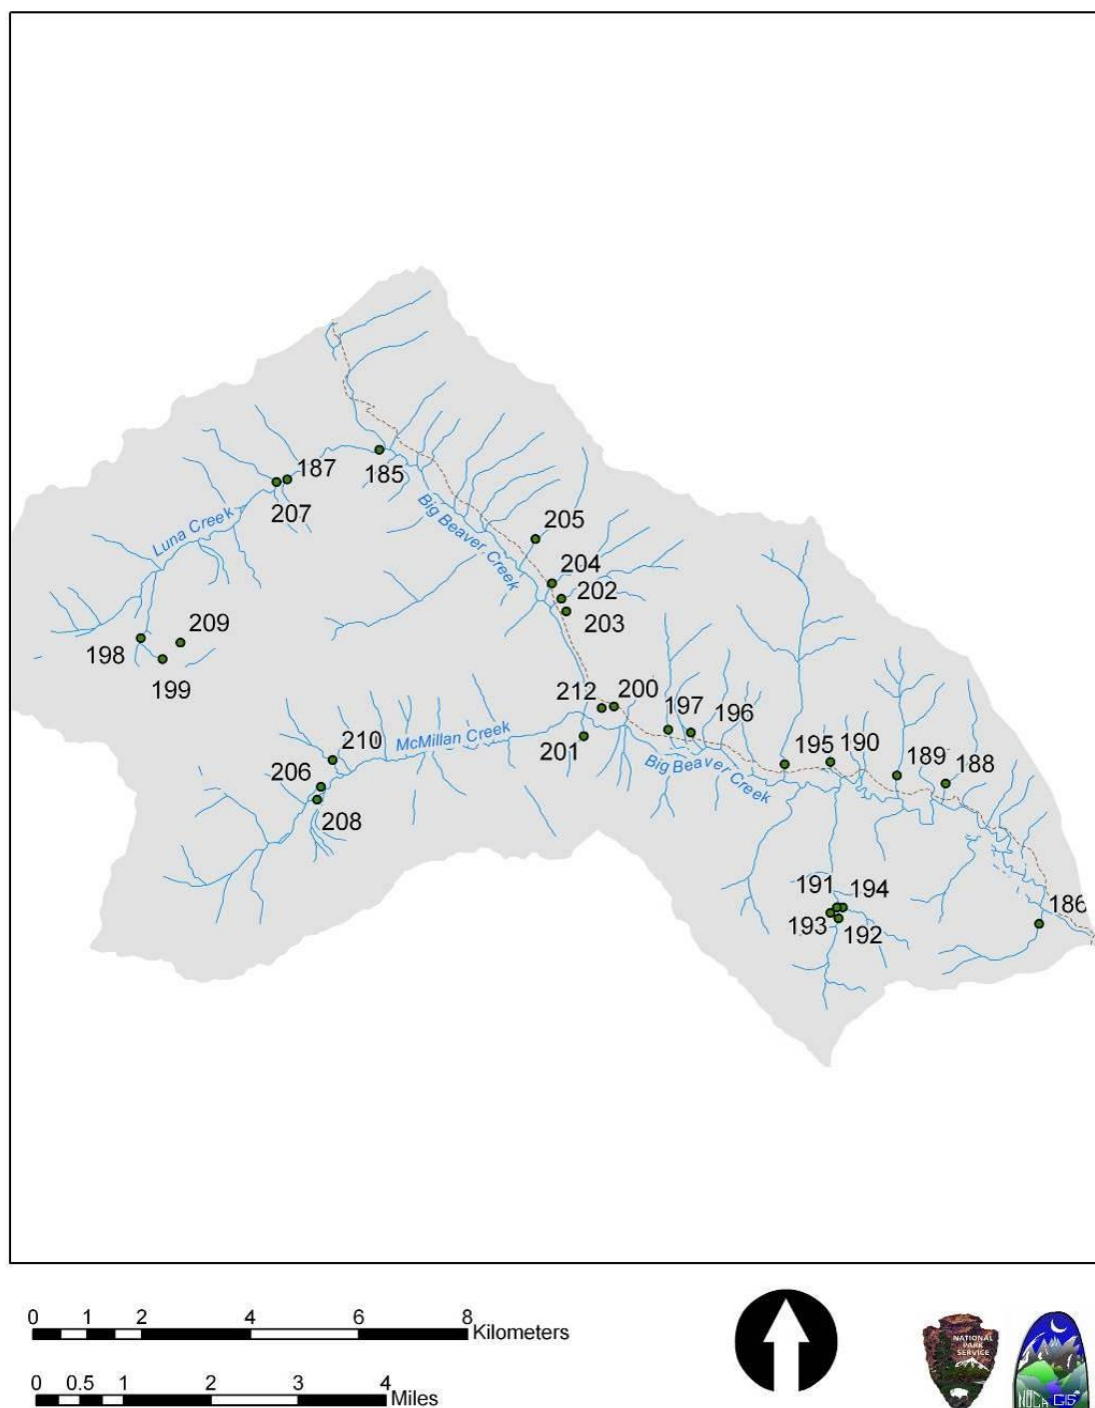 187
185
207
Luna Creek
Big Beaver Creek
205
204
202
203
209
198
199
212
200
197
196
210
McMillan Creek
201
Big Beaver Creek
195
190
189
188
206
208
191
194
186
193
192
0 1 2 4 6 8
Kilometers
0 0.5 1 2 3 4
Miles
NATIONAL
PARK
SERVICE
NOCA GIS